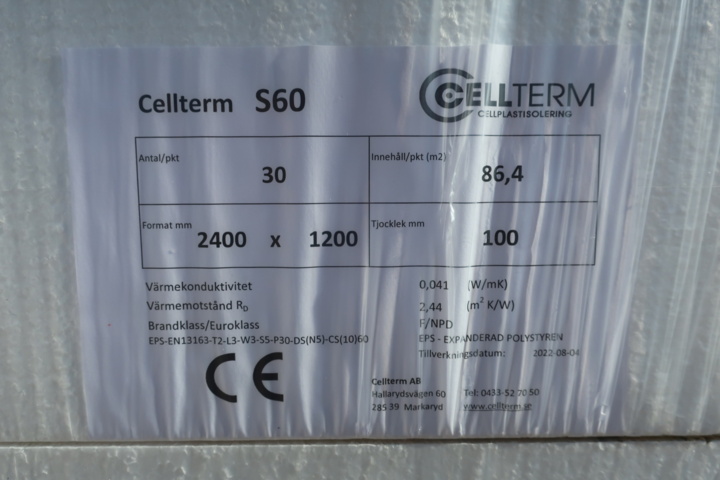 Cellterm S60
CELLTERM
CELLPLASTISOLERING
Antal/pkt
30
Innehåll/pkt (m2)
86,4
Format mm
2400 x 1200
Tjocklek mm
100
Värmekonduktivitet 0,041 (W/mK)
Värmemotstånd RD 2,44 (m² K/W)
Brandklass/Euroklass F/NPD
EPS-EN13163-T2-L3-W3-S5-P30-DS(N5)-CS(10)60 EPS - EXPANDERAD POLYSTYREN
Tillverkningsdatum: 2022-08-04
CE
Cellterm AB
Hallarydsvägen 60 Tel: 0433-52 70 50
285 39 Markaryd www.cellterm.se